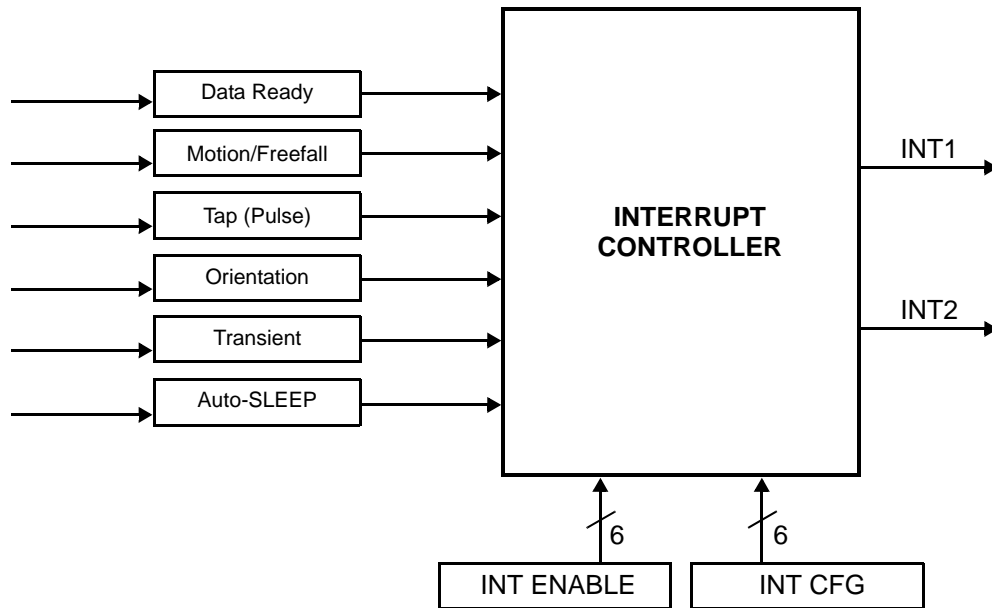 Data Ready
Motion/Freefall
Tap (Pulse)
Orientation
Transient
Auto-SLEEP
INTERRUPT
CONTROLLER
INT1
INT2
6
6
INT ENABLE
INT CFG